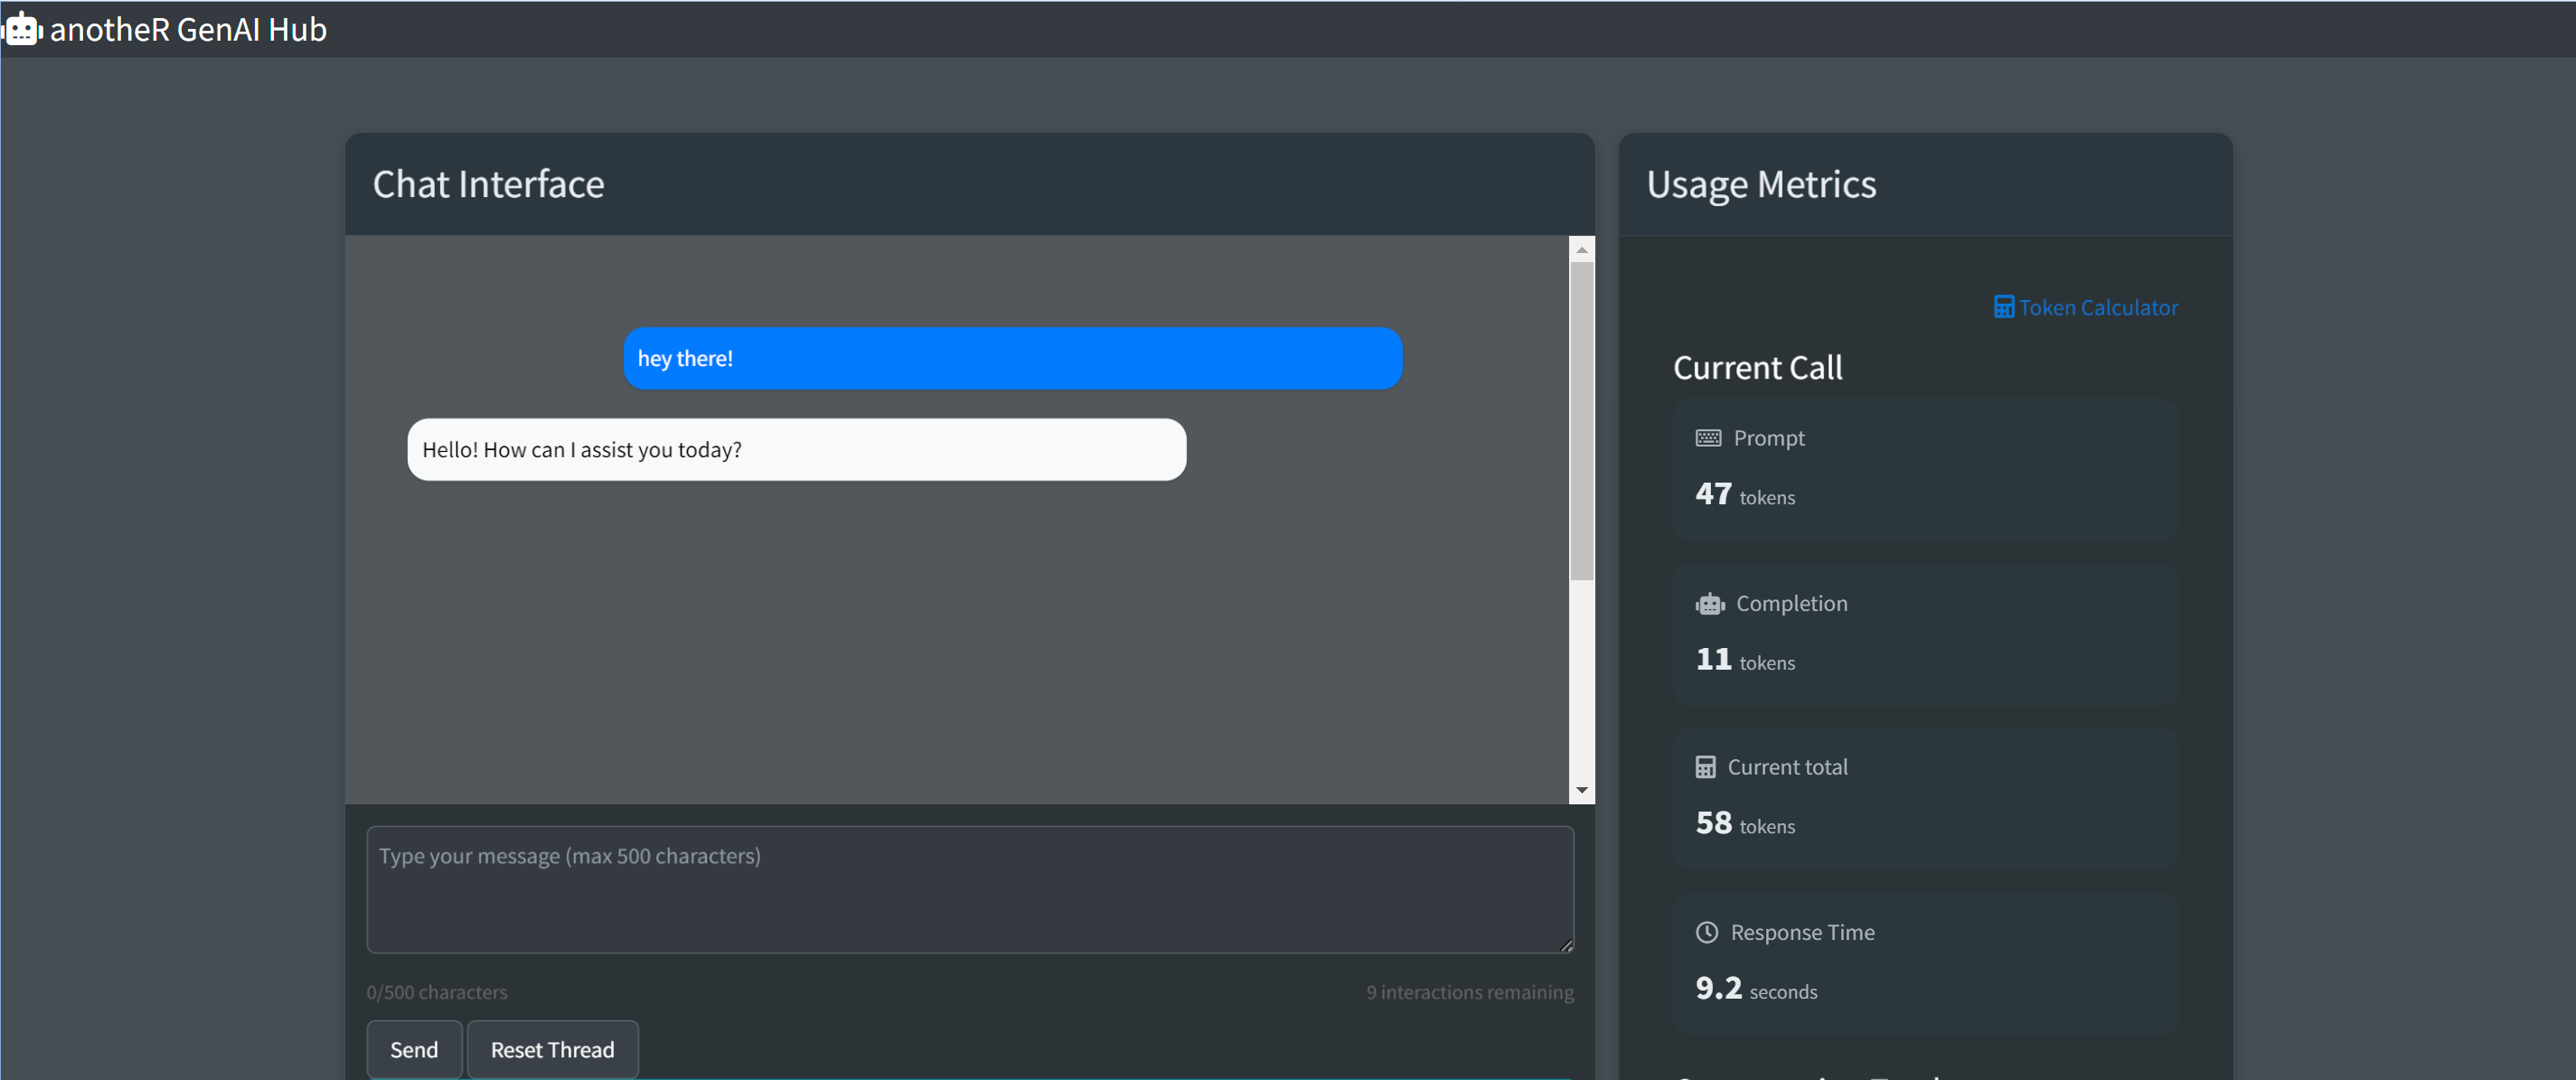 anotheR GenAI Hub
Chat Interface
hey there!
Hello! How can I assist you today?
Type your message (max 500 characters)
0/500 characters
9 interactions remaining
Send
Reset Thread
Usage Metrics
Token Calculator
Current Call
Prompt
47 tokens
Completion
11 tokens
Current total
58 tokens
Response Time
9.2 seconds